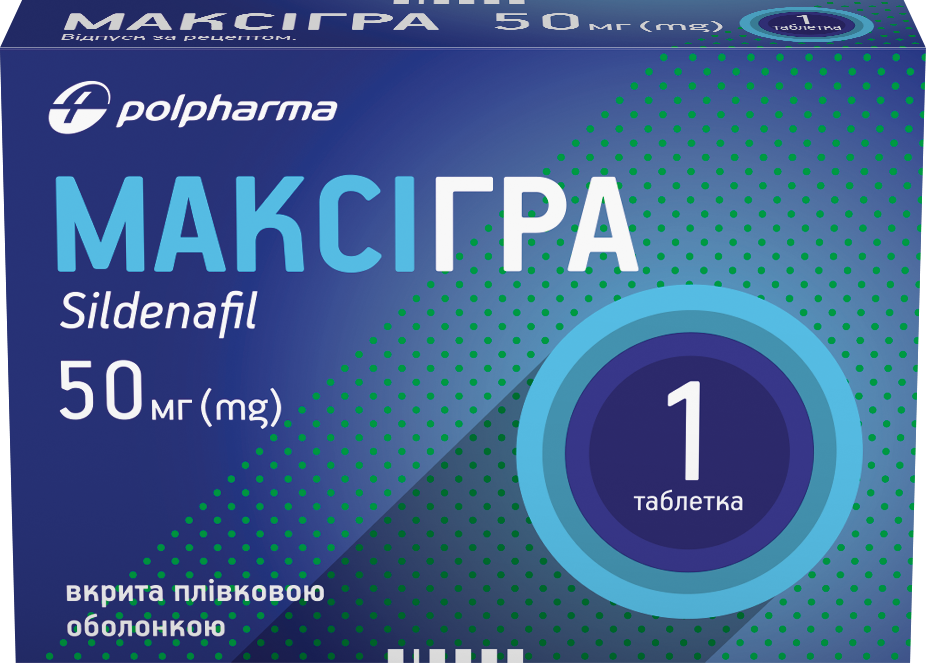 МАКСІГРА 50 мг (mg)
1
таблетка
Відпуск за рецептом.
polpharma
МАКСІГРА
Sildenafil
50 мг (mg)
1
таблетка
вкрита плівковою
оболонкою